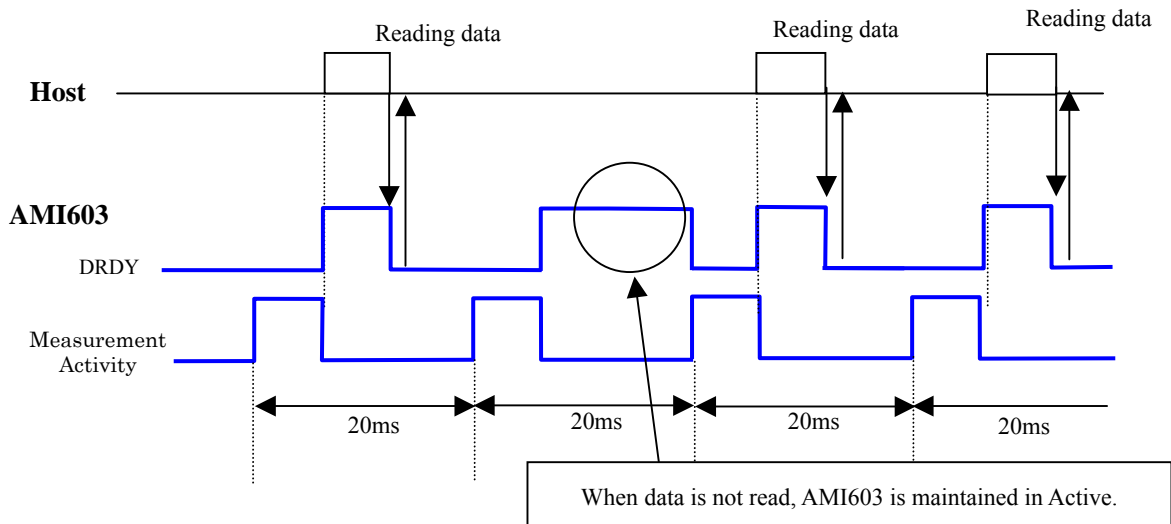 Reading data
Reading data
Reading data
Host
AMI603
DRDY
Measurement
Activity
20ms
20ms
20ms
20ms
When data is not read, AMI603 is maintained in Active.